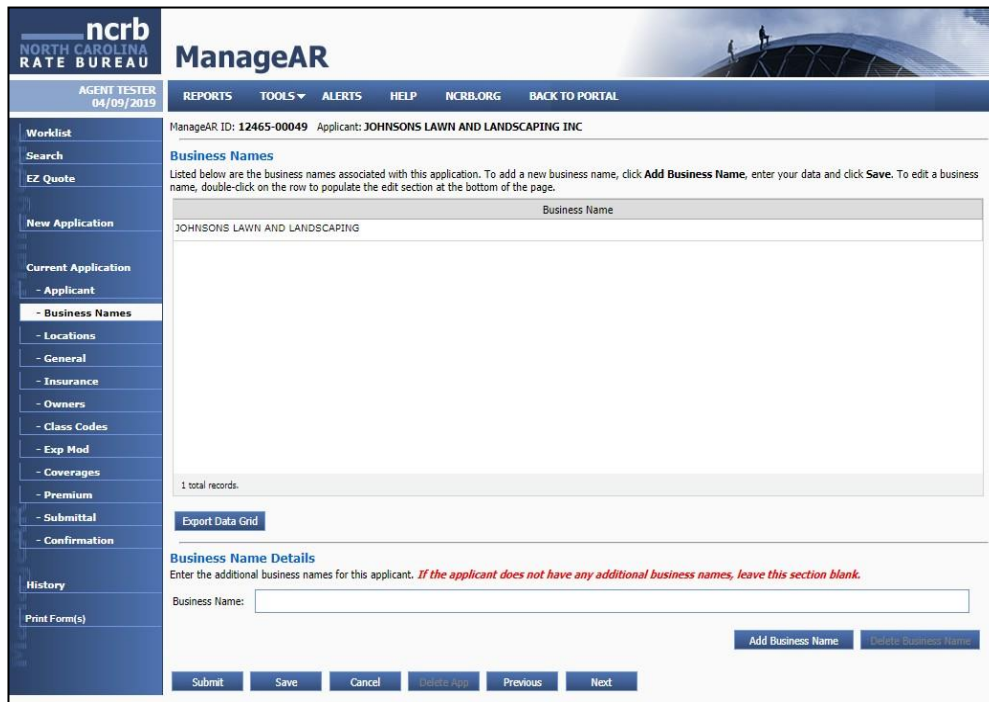 ncrb
NORTH CAROLINA
RATE BUREAU
ManageAR
AGENT TESTER
04/09/2019
REPORTS TOOLS ALERTS HELP NCRB.ORG BACK TO PORTAL
Worklist
Search
EZ Quote
New Application
Current Application
- Applicant
- Business Names
- Locations
- General
- Insurance
- Owners
- Class Codes
- Exp Mod
- Coverages
- Premium
- Submittal
- Confirmation
History
Print Form(s)
ManageAR ID: 12465-00049 Applicant: JOHNSONS LAWN AND LANDSCAPING INC
Business Names
Listed below are the business names associated with this application. To add a new business name, click Add Business Name, enter your data and click Save. To edit a business
name, double-click on the row to populate the edit section at the bottom of the page.
Business Name
JOHNSONS LAWN AND LANDSCAPING
1 total records.
Export Data Grid
Business Name Details
Enter the additional business names for this applicant. If the applicant does not have any additional business names, leave this section blank.
Business Name:
Add Business Name Delete Business Name
Submit Save Cancel Delete App Previous Next